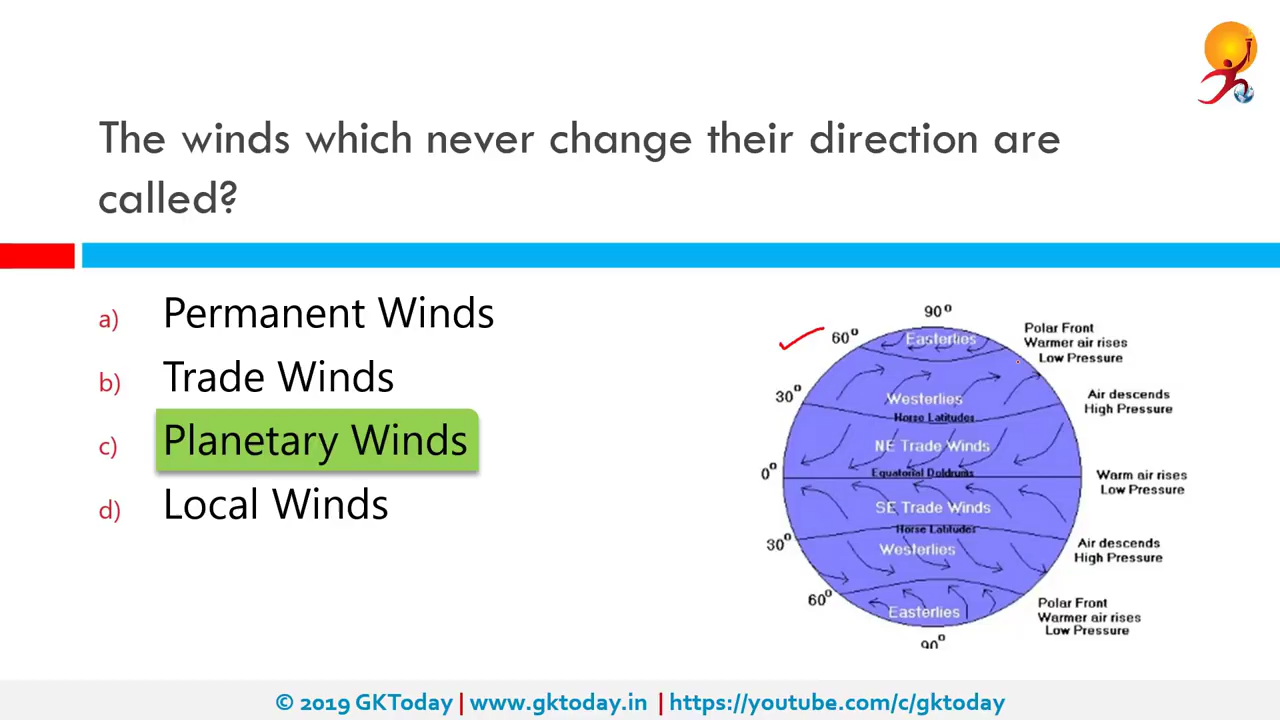 The winds which never change their direction are
called?
a) Permanent Winds
b) Trade Winds
c) Planetary Winds
d) Local Winds
90°
60°
Easterlies
Polar Front
Warmer air rises
Low Pressure
30°
Westerlies
Air descends
High Pressure
Horse Latitudes
NE Trade Winds
0°
Equatorial Doldrums
Warm air rises
Low Pressure
SE Trade Winds
Horse Latitudes
30°
Westerlies
Air descends
High Pressure
60°
Easterlies
Polar Front
Warmer air rises
Low Pressure
90°
© 2019 GKToday | www.gktoday.in | https://youtube.com/c/gktoday